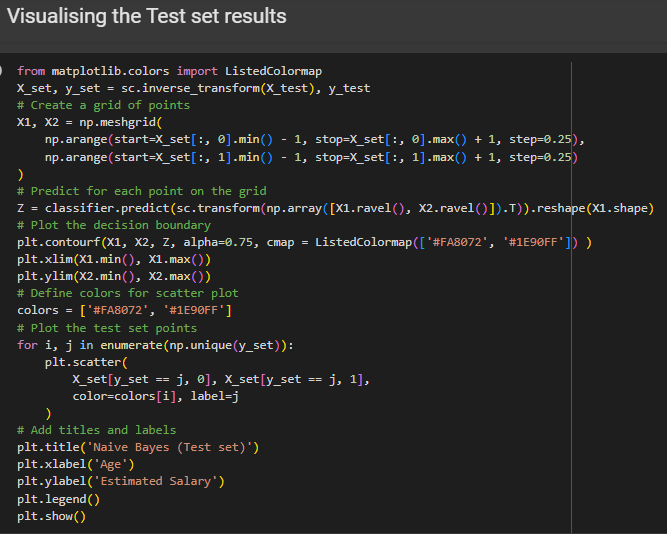 Visualising the Test set results
from matplotlib.colors import ListedColormap
X_set, y_set = sc.inverse_transform(X_test), y_test
# Create a grid of points
X1, X2 = np.meshgrid(
    np.arange(start=X_set[:, 0].min() - 1, stop=X_set[:, 0].max() + 1, step=0.25),
    np.arange(start=X_set[:, 1].min() - 1, stop=X_set[:, 1].max() + 1, step=0.25)
)
# Predict for each point on the grid
Z = classifier.predict(sc.transform(np.array([X1.ravel(), X2.ravel()]).T)).reshape(X1.shape)
# Plot the decision boundary
plt.contourf(X1, X2, Z, alpha=0.75, cmap = ListedColormap(['#FA8072', '#1E90FF']) )
plt.xlim(X1.min(), X1.max())
plt.ylim(X2.min(), X2.max())
# Define colors for scatter plot
colors = ['#FA8072', '#1E90FF']
# Plot the test set points
for i, j in enumerate(np.unique(y_set)):
    plt.scatter(
        X_set[y_set == j, 0], X_set[y_set == j, 1],
        color=colors[i], label=j
    )
# Add titles and labels
plt.title('Naive Bayes (Test set)')
plt.xlabel('Age')
plt.ylabel('Estimated Salary')
plt.legend()
plt.show()